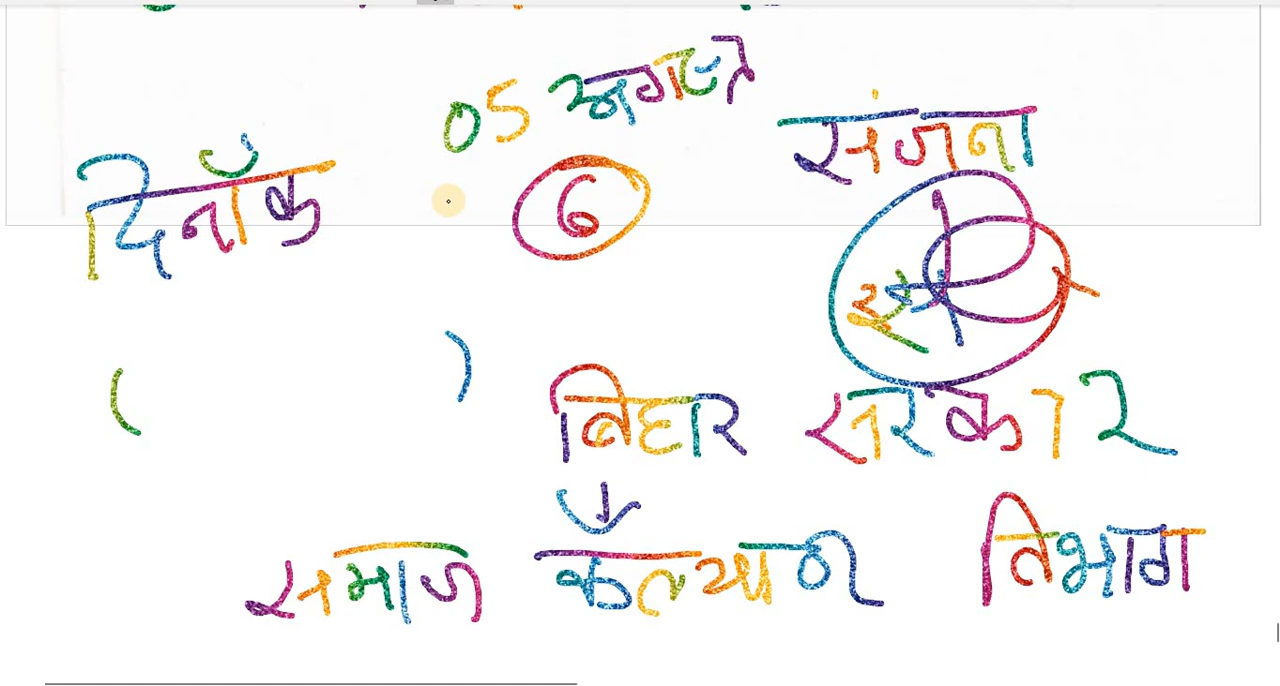 05 अगस्त
संजना
दिनाँक
6
( )
बिहार सरकार
समाज कल्याण विभाग